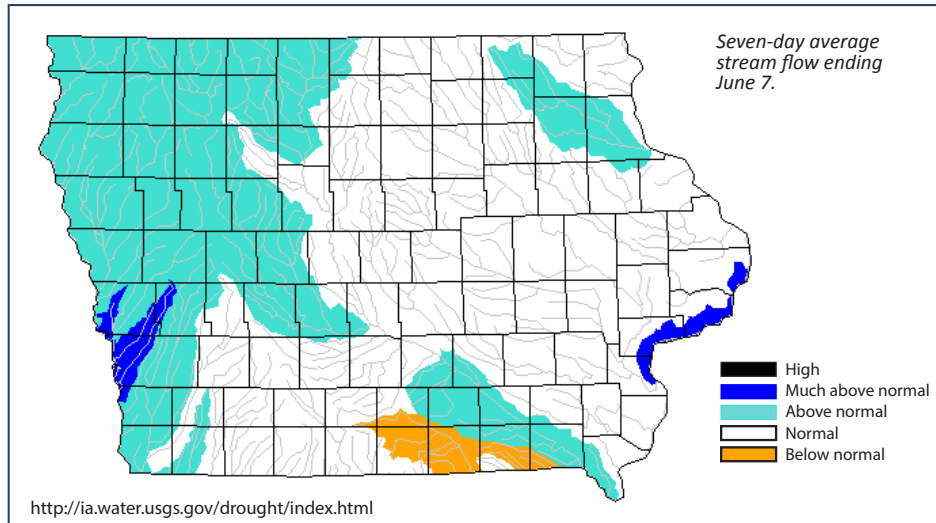 Seven-day average
stream flow ending
June 7.
High
Much above normal
Above normal
Normal
Below normal
http://ia.water.usgs.gov/drought/index.html